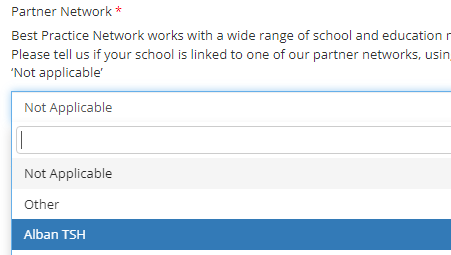 Partner Network *
Best Practice Network works with a wide range of school and education
Please tell us if your school is linked to one of our partner networks,
'Not applicable'
Not Applicable
Not Applicable
Other
Alban TSH